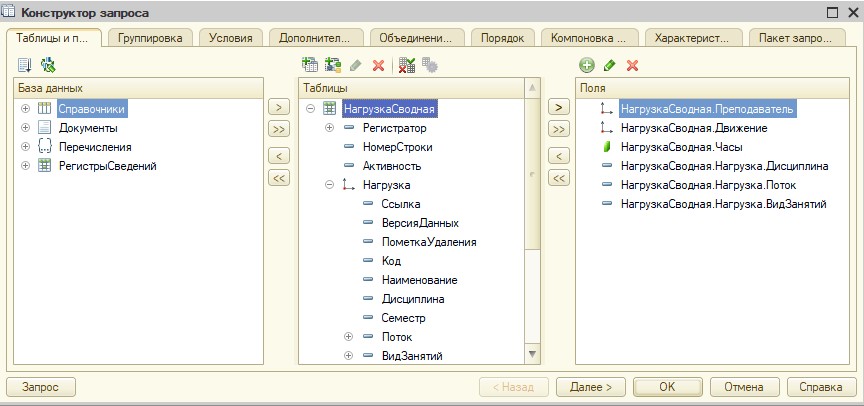 Конструктор запроса
Таблицы и п... Группировка Условия Дополнител... Объединени... Порядок Компоновка ... Характерист... Пакет запро...
База данных
Справочники
Документы
Перечисления
РегистрыСведений
>
>>
<
<<
Таблицы
НагрузкаСводная
Регистратор
НомерСтроки
Активность
Нагрузка
Ссылка
ВерсияДанных
ПометкаУдаления
Код
Наименование
Дисциплина
Семестр
Поток
ВидЗанятий
>
>>
<
<<
Поля
НагрузкаСводная.Преподаватель
НагрузкаСводная.Движение
НагрузкаСводная.Часы
НагрузкаСводная.Нагрузка.Дисциплина
НагрузкаСводная.Нагрузка.Поток
НагрузкаСводная.Нагрузка.ВидЗанятий
Запрос < Назад Далее > OK Отмена Справка